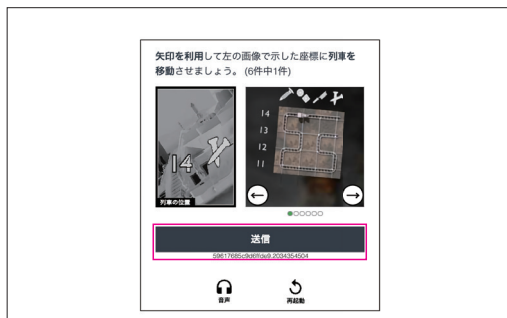 矢印を利用して左の画像で示した座標に列車を
移動させましょう。 (6件中1件)
14
列車の位置
14
13
12
11
送信
59617685c9d6ffde9.2034354504
音声
再起動